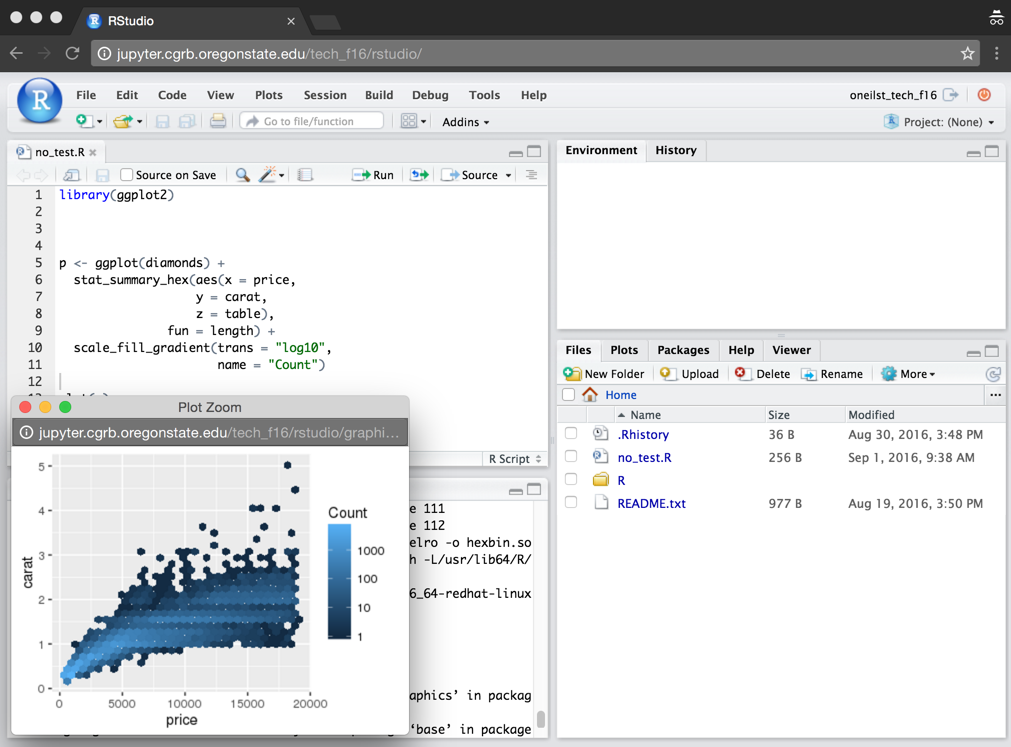 RStudio
jupyter.cgrb.oregonstate.edu/tech_f16/rstudio/
R
File Edit Code View Plots Session Build Debug Tools Help
oneilst_tech_f16
Go to file/function
Addins
Project: (None)
no_test.R
Source on Save
Run
Source
1 library(ggplot2)
2
3
4
5 p <- ggplot(diamonds) +
6 stat_summary_hex(aes(x = price,
7 y = carat,
8 z = table),
9 fun = length) +
10 scale_fill_gradient(trans = "log10",
11 name = "Count")
12
R Script
Environment History
Files Plots Packages Help Viewer
New Folder Upload Delete Rename More
Home
Name Size Modified
.Rhistory 36 B Aug 30, 2016, 3:48 PM
no_test.R 256 B Sep 1, 2016, 9:38 AM
R
README.txt 977 B Aug 19, 2016, 3:50 PM
Plot Zoom
jupyter.cgrb.oregonstate.edu/tech_f16/rstudio/graphi...
5
4
3
2
1
0
carat
0 5000 10000 15000 20000
price
Count
1000
100
10
1
e 111
e 112
elro -o hexbin.so
h -L/usr/lib64/R/
6_64-redhat-linux
aphics’ in packag
‘base’ in package